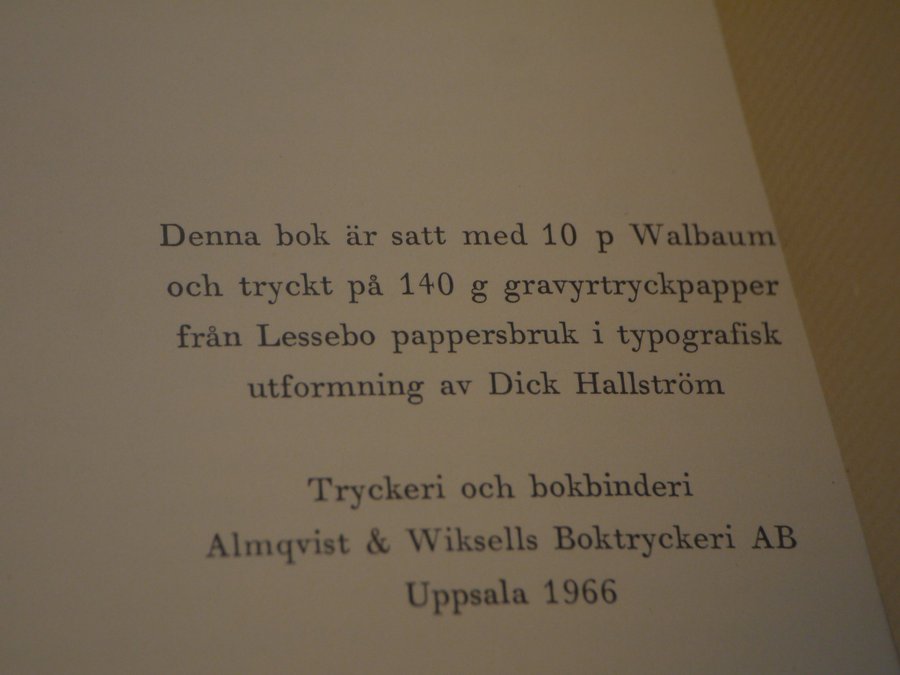 Denna bok är satt med 10 p Walbaum
och tryckt på 140 g gravyrtryckpapper
från Lessebo pappersbruk i typografisk
utformning av Dick Hallström
Tryckeri och bokbinderi
Almqvist & Wiksells Boktryckeri AB
Uppsala 1966